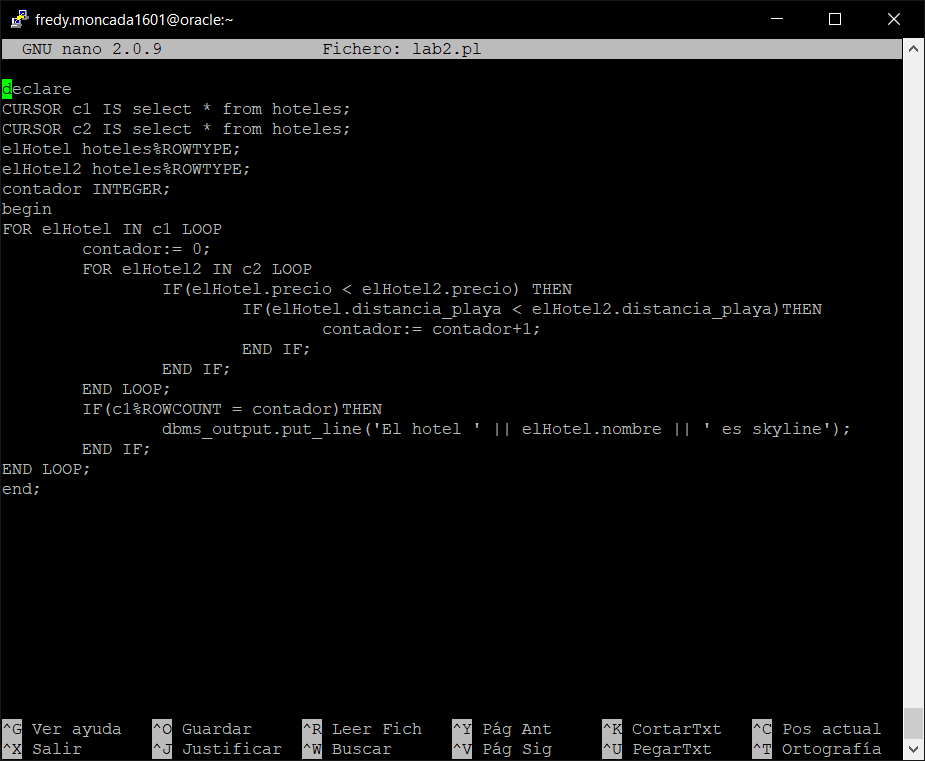 fredy.moncada1601@oracle:~
GNU nano 2.0.9 Fichero: lab2.pl
declare
CURSOR c1 IS select * from hoteles;
CURSOR c2 IS select * from hoteles;
elHotel hoteles%ROWTYPE;
elHotel2 hoteles%ROWTYPE;
contador INTEGER;
begin
FOR elHotel IN c1 LOOP
        contador:= 0;
        FOR elHotel2 IN c2 LOOP
                IF(elHotel.precio < elHotel2.precio) THEN
                        IF(elHotel.distancia_playa < elHotel2.distancia_playa)THEN
                                contador:= contador+1;
                        END IF;
                END IF;
        END LOOP;
        IF(c1%ROWCOUNT = contador)THEN
                dbms_output.put_line('El hotel ' || elHotel.nombre || ' es skyline');
        END IF;
END LOOP;
end;
^G Ver ayuda ^O Guardar ^R Leer Fich ^Y Pág Ant ^K CortarTxt ^C Pos actual
^X Salir ^J Justificar ^W Buscar ^V Pág Sig ^U PegarTxt ^T Ortografía